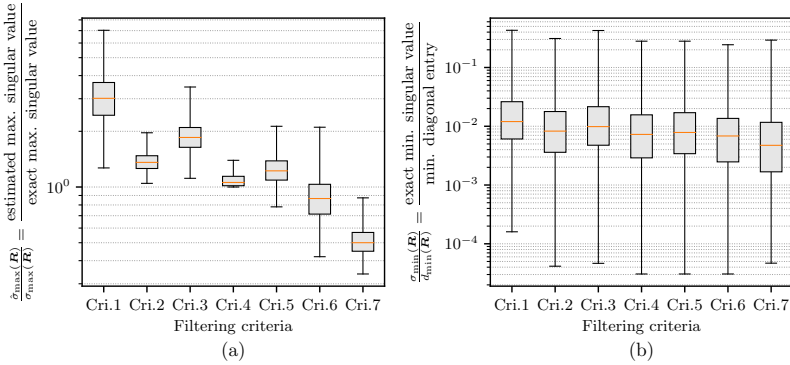 σ̂max(R)/σmax(R) = estimated max. singular value / exact max. singular value
10⁰
Cri.1 Cri.2 Cri.3 Cri.4 Cri.5 Cri.6 Cri.7
Filtering criteria
(a)
σmin(R)/dmin(R) = exact min. singular value / min. diagonal entry
10⁻¹
10⁻²
10⁻³
10⁻⁴
Cri.1 Cri.2 Cri.3 Cri.4 Cri.5 Cri.6 Cri.7
Filtering criteria
(b)